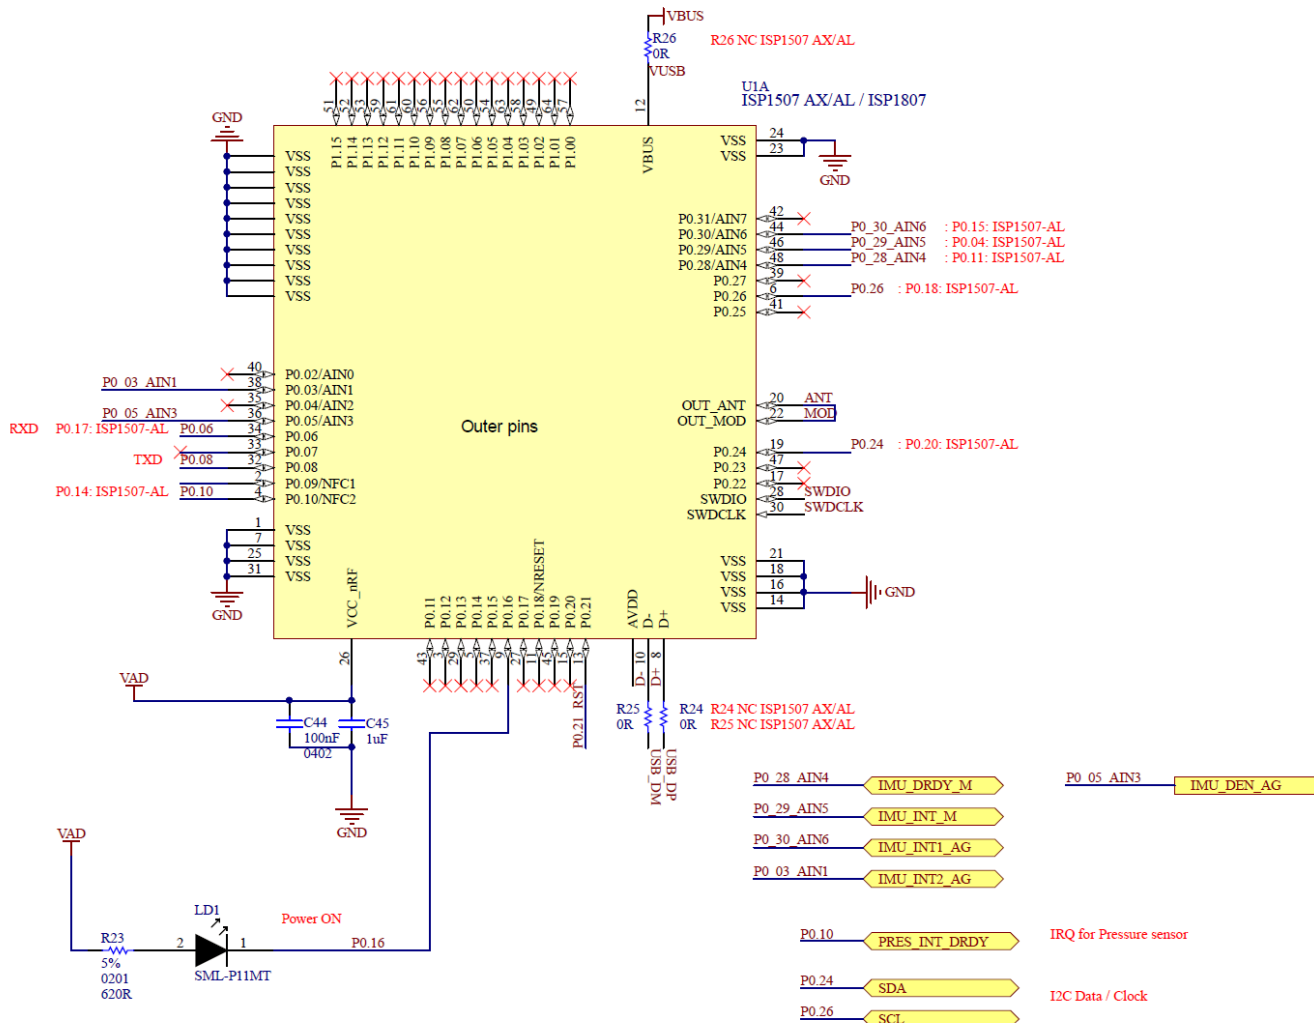 VBUS
R26
0R
R26 NC ISP1507 AX/AL
VUSB
U1A
ISP1507 AX/AL / ISP1807
51
52
53
59
61
60
56
55
62
50
54
63
58
49
64
57
12
GND
P1.15
P1.14
P1.13
P1.12
P1.11
P1.10
P1.09
P1.08
P1.07
P1.06
P1.05
P1.04
P1.03
P1.02
P1.01
P1.00
VBUS
VSS 24
VSS 23
GND
VSS
VSS
VSS
VSS
VSS
VSS
VSS
VSS
VSS
VSS
P0.31/AIN7 42
P0.30/AIN6 44 P0_30_AIN6 : P0.15: ISP1507-AL
P0.29/AIN5 46 P0_29_AIN5 : P0.04: ISP1507-AL
P0.28/AIN4 48 P0_28_AIN4 : P0.11: ISP1507-AL
P0.27 39
P0.26 6 P0.26 : P0.18: ISP1507-AL
P0.25 41
40 P0.02/AIN0
P0_03_AIN1 38 P0.03/AIN1
35 P0.04/AIN2
P0_05_AIN3 36 P0.05/AIN3
RXD P0.17: ISP1507-AL P0.06 34 P0.06
33 P0.07
TXD P0.08 32 P0.08
2 P0.09/NFC1
P0.14: ISP1507-AL P0.10 4 P0.10/NFC2
Outer pins
OUT_ANT 20 ANT
OUT_MOD 22 MOD
P0.24 19 P0.24 : P0.20: ISP1507-AL
P0.23 47
P0.22 17
SWDIO 28 SWDIO
SWDCLK 30 SWDCLK
1 VSS
7 VSS
25 VSS
31 VSS
GND
VSS 21
VSS 18
VSS 16
VSS 14
GND
VCC_nRF
P0.11
P0.12
P0.13
P0.14
P0.15
P0.16
P0.17
P0.18/NRESET
P0.19
P0.20
P0.21
AVDD
D-
D+
26
43
3
29
5
37
9
27
11
45
15
13
10
8
D-
D+
P0.21_RST
VAD
C44
100nF
0402
C45
1uF
GND
R25
0R
R24
0R
R24 NC ISP1507 AX/AL
R25 NC ISP1507 AX/AL
USB_DM
USB_DP
P0_28_AIN4 IMU_DRDY_M
P0_29_AIN5 IMU_INT_M
P0_30_AIN6 IMU_INT1_AG
P0_03_AIN1 IMU_INT2_AG
P0_05_AIN3 IMU_DEN_AG
VAD
R23
5%
0201
620R
LD1
2
1
SML-P11MT
Power ON
P0.16
P0.10 PRES_INT_DRDY IRQ for Pressure sensor
P0.24 SDA
I2C Data / Clock
P0.26 SCL